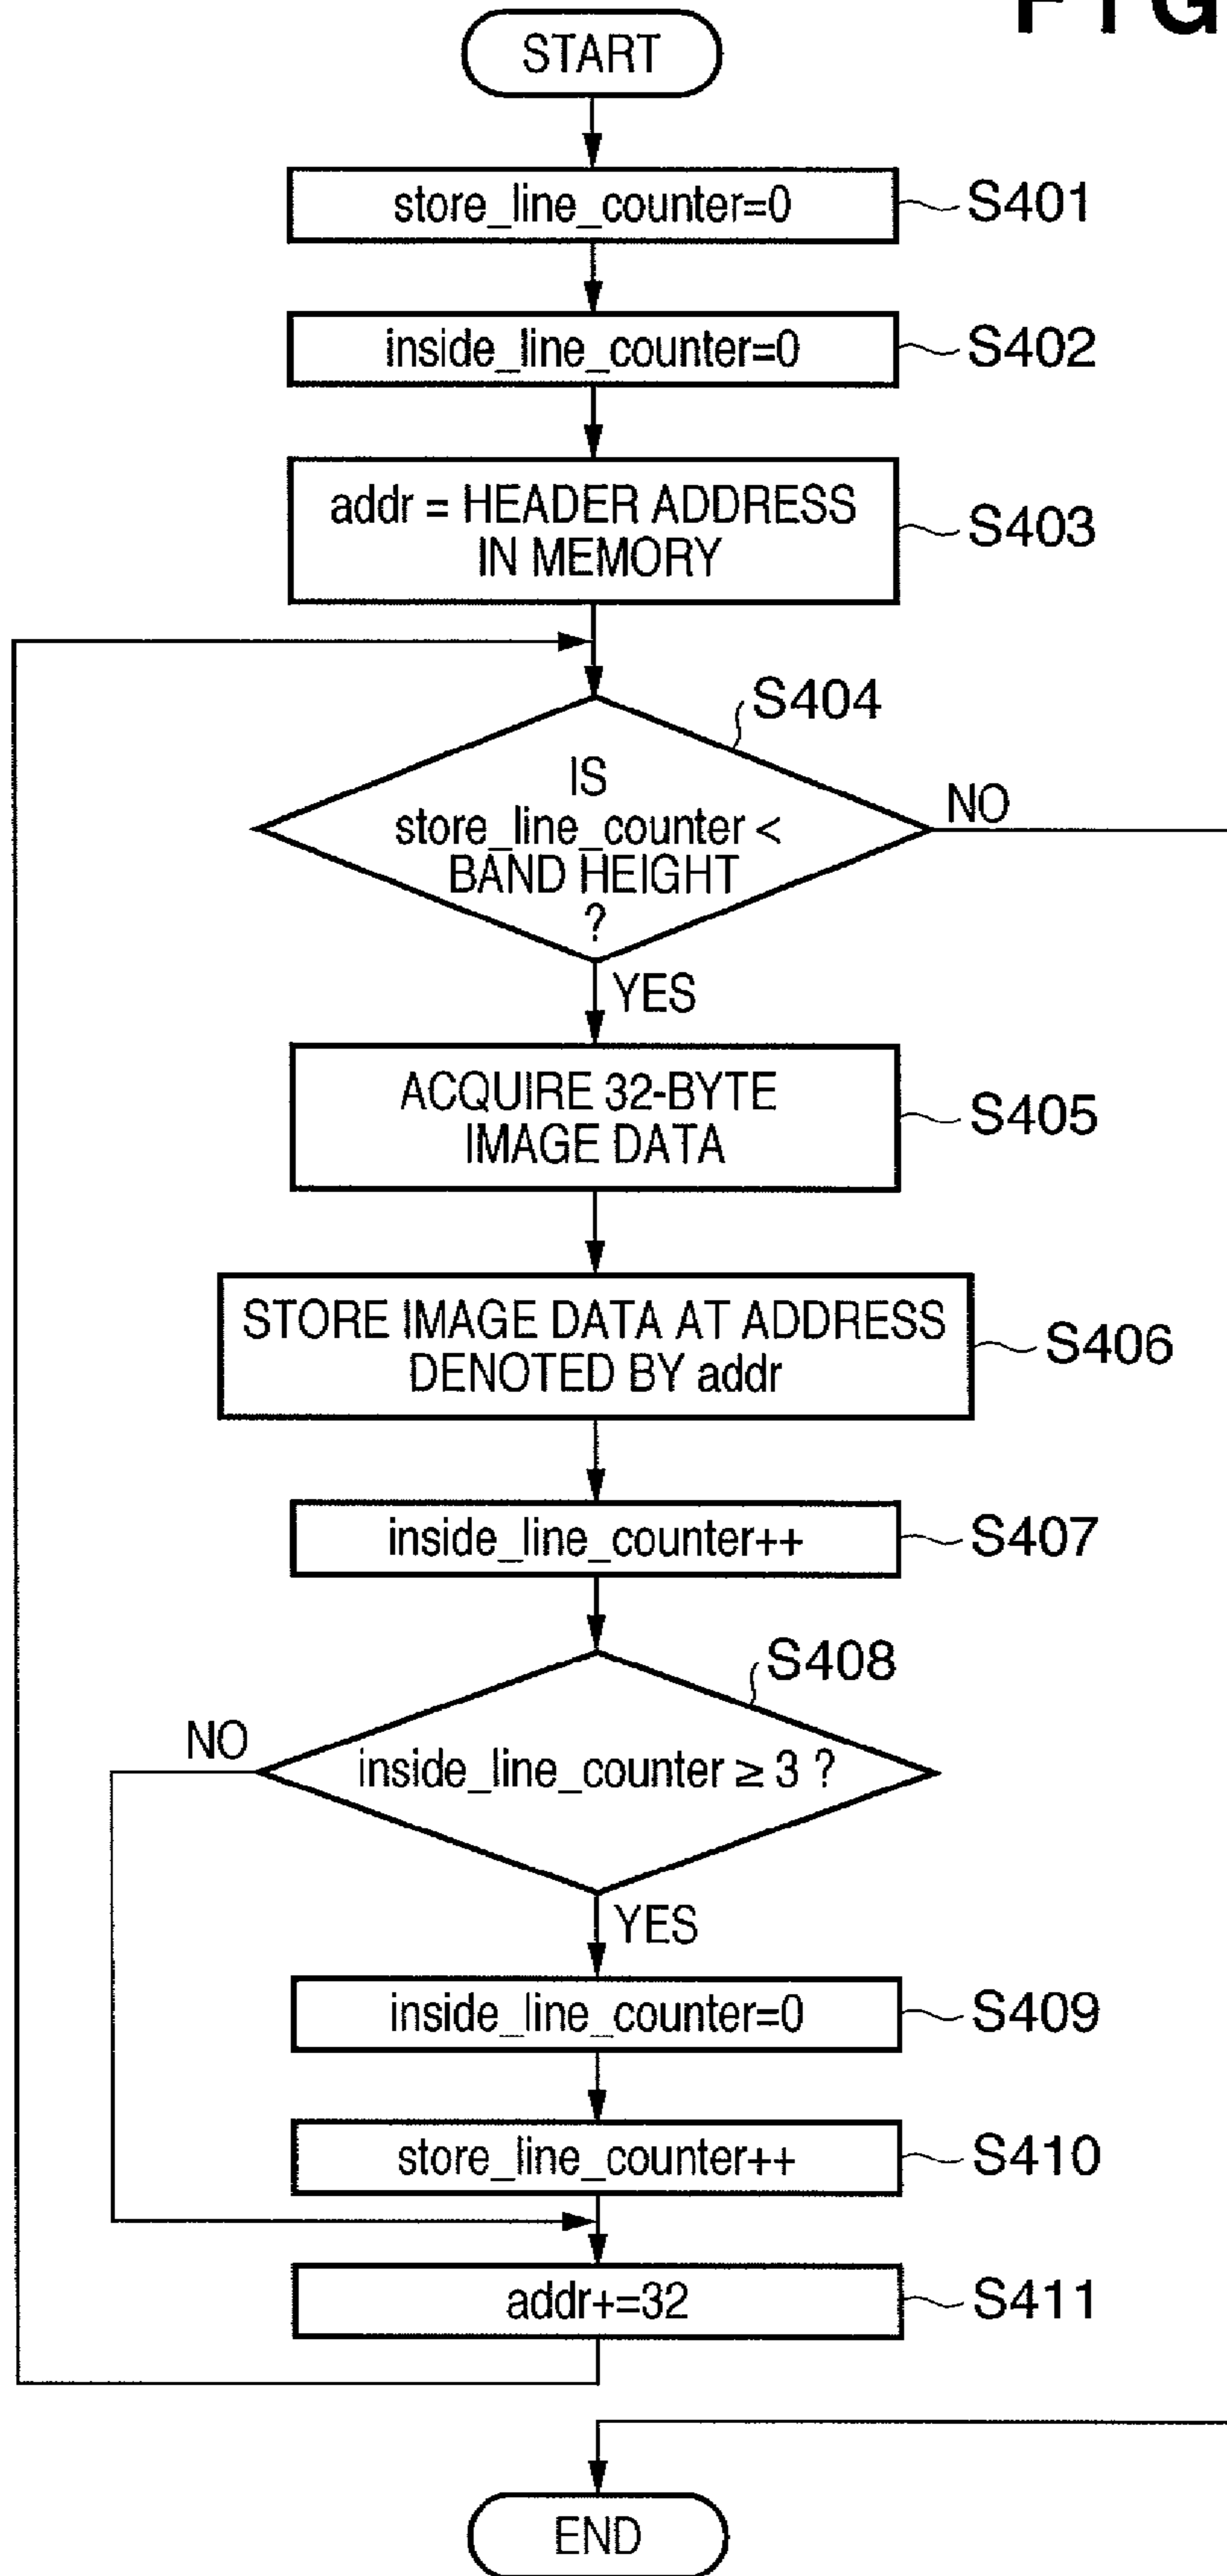 FIG
START
store_line_counter=0
S401
inside_line_counter=0
S402
addr = HEADER ADDRESS
IN MEMORY
S403
S404
IS
store_line_counter <
BAND HEIGHT
?
NO
YES
ACQUIRE 32-BYTE
IMAGE DATA
S405
STORE IMAGE DATA AT ADDRESS
DENOTED BY addr
S406
inside_line_counter++
S407
S408
NO
inside_line_counter ≥ 3 ?
YES
inside_line_counter=0
S409
store_line_counter++
S410
addr+=32
S411
END